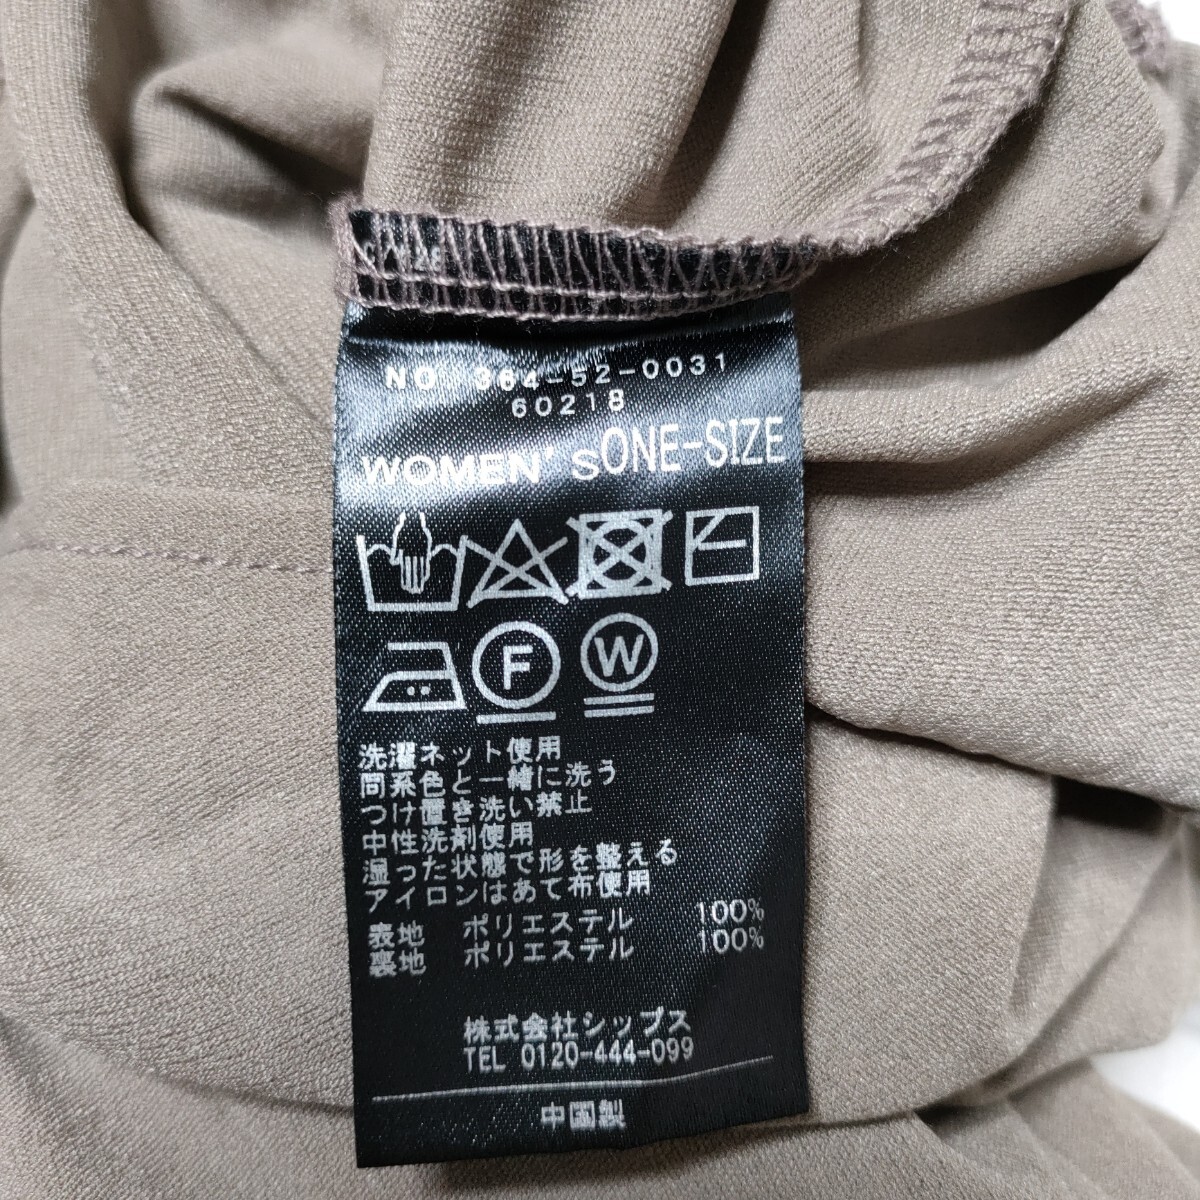 NO 364-52-0031
60218
WOMEN'sONE-SIZE
F W
洗濯ネット使用
同系色と一緒に洗う
つけ置き洗い禁止
中性洗剤使用
湿った状態で形を整える
アイロンはあて布使用
表地 ポリエステル 100%
裏地 ポリエステル 100%
株式会社シップス
TEL 0120-444-099
中国製